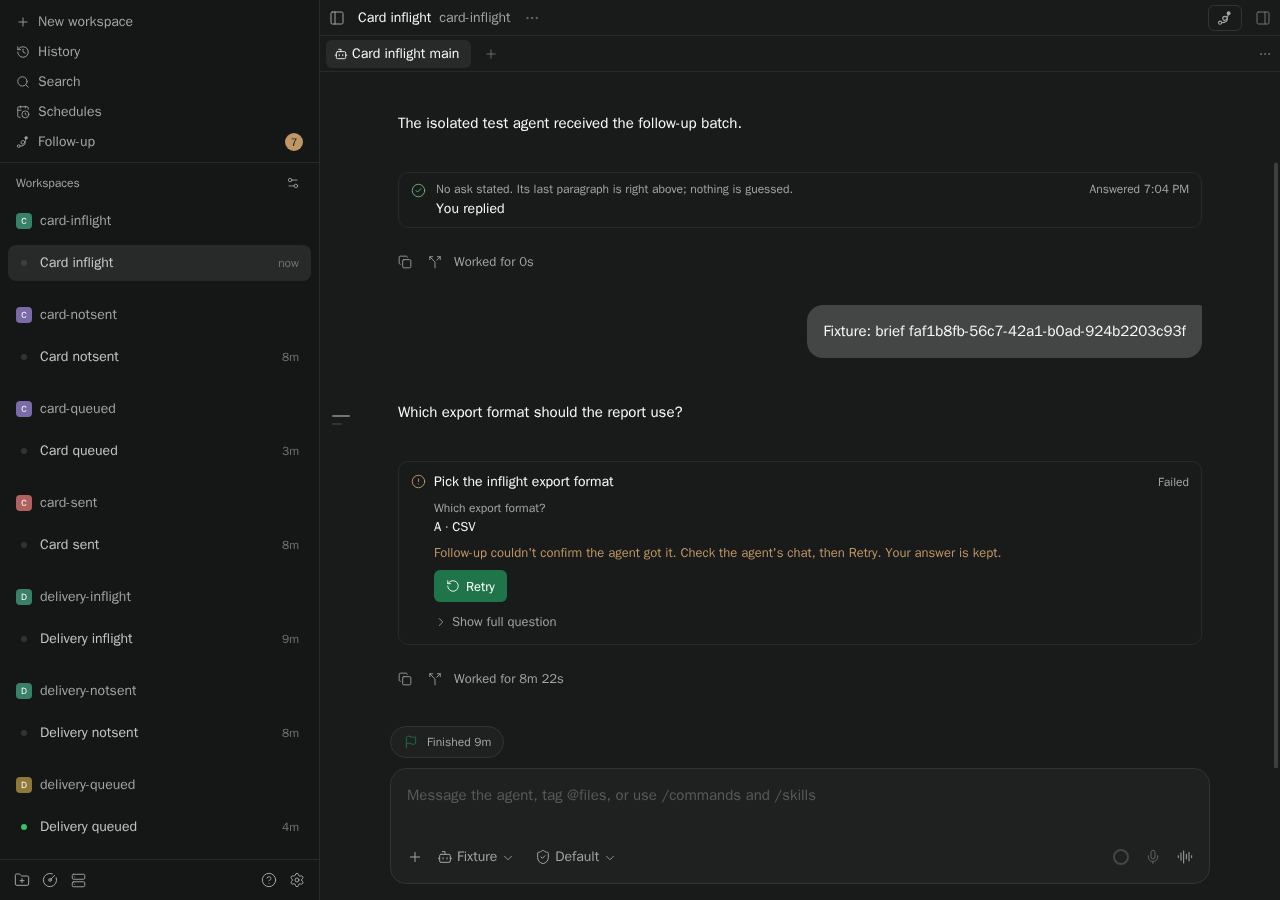 New workspace
History
Search
Schedules
Follow-up 7
Workspaces
C card-inflight
Card inflight now
C card-notsent
Card notsent 8m
C card-queued
Card queued 3m
C card-sent
Card sent 8m
D delivery-inflight
Delivery inflight 9m
D delivery-notsent
Delivery notsent 8m
D delivery-queued
Delivery queued 4m
Card inflight card-inflight
Card inflight main
The isolated test agent received the follow-up batch.
No ask stated. Its last paragraph is right above; nothing is guessed. Answered 7:04 PM
You replied
Worked for 0s
Fixture: brief faf1b8fb-56c7-42a1-b0ad-924b2203c93f
Which export format should the report use?
Pick the inflight export format Failed
Which export format?
A · CSV
Follow-up couldn't confirm the agent got it. Check the agent's chat, then Retry. Your answer is kept.
Retry
Show full question
Worked for 8m 22s
Finished 9m
Message the agent, tag @files, or use /commands and /skills
Fixture Default